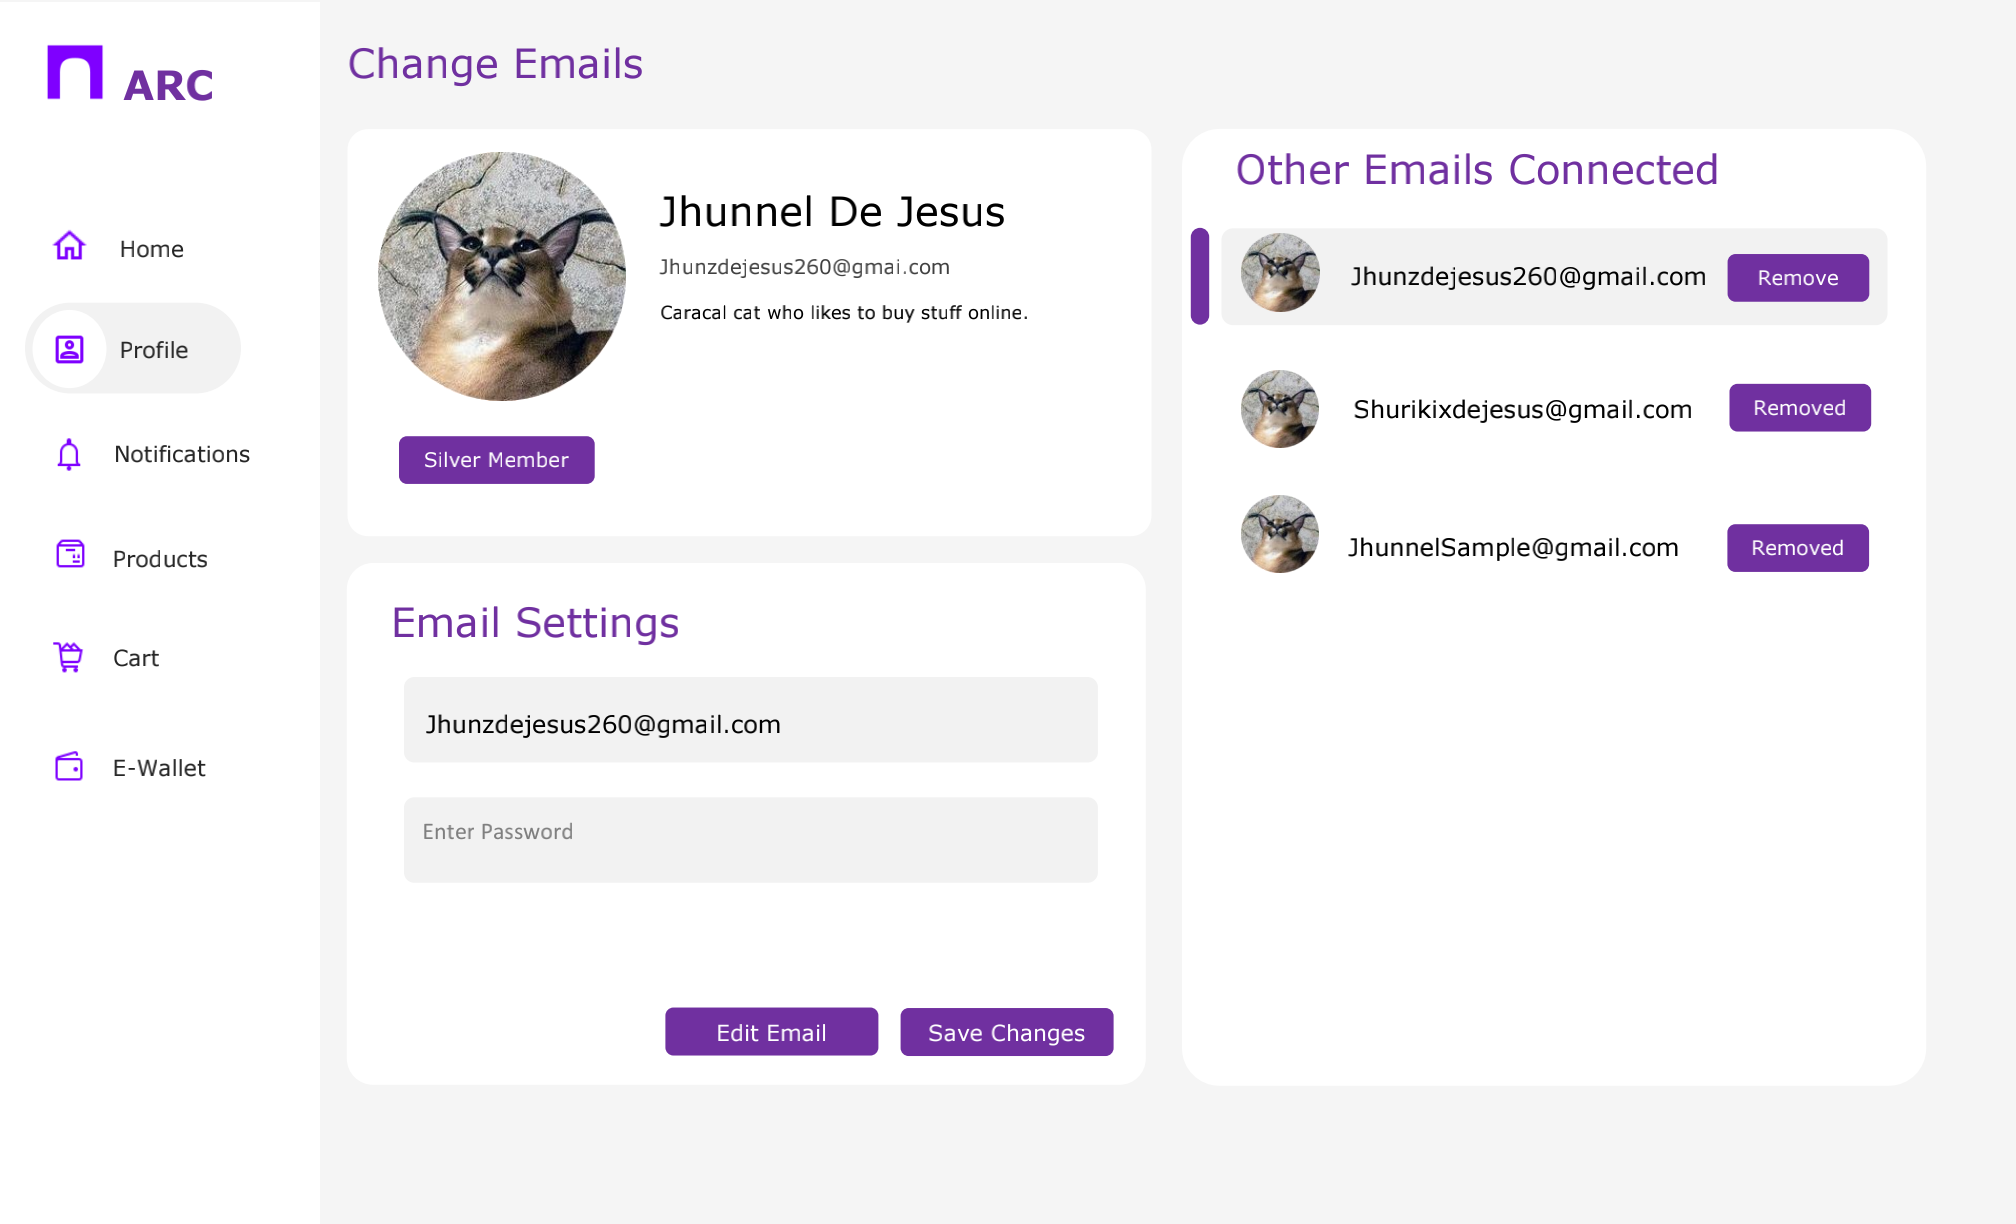 ARC
Home
Profile
Notifications
Products
Cart
E-Wallet
Change Emails
Jhunnel De Jesus
Jhunzdejesus260@gmai.com
Caracal cat who likes to buy stuff online.
Silver Member
Email Settings
Jhunzdejesus260@gmail.com
Enter Password
Edit Email
Save Changes
Other Emails Connected
Jhunzdejesus260@gmail.com Remove
Shurikixdejesus@gmail.com Removed
JhunnelSample@gmail.com Removed